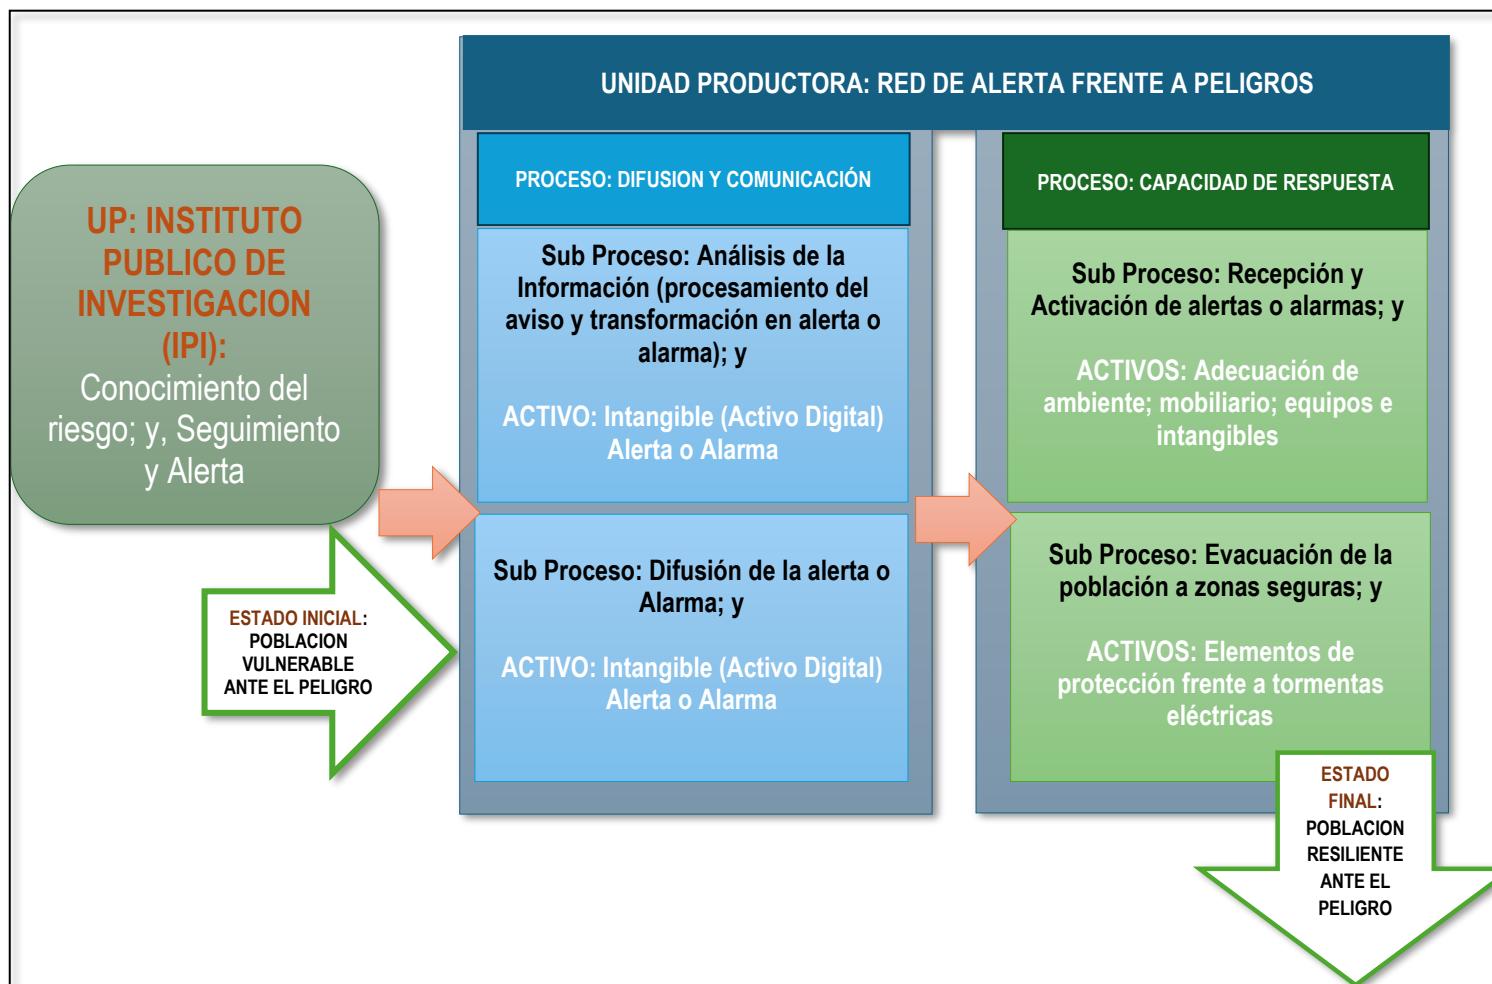 UNIDAD PRODUCTORA: RED DE ALERTA FRENTE A PELIGROS
UP: INSTITUTO
PUBLICO DE
INVESTIGACION
(IPI):
Conocimiento del
riesgo; y, Seguimiento
y Alerta
ESTADO INICIAL:
POBLACION
VULNERABLE
ANTE EL PELIGRO
PROCESO: DIFUSION Y COMUNICACIÓN
Sub Proceso: Análisis de la
Información (procesamiento del
aviso y transformación en alerta o
alarma); y
ACTIVO: Intangible (Activo Digital)
Alerta o Alarma
Sub Proceso: Difusión de la alerta o
Alarma; y
ACTIVO: Intangible (Activo Digital)
Alerta o Alarma
PROCESO: CAPACIDAD DE RESPUESTA
Sub Proceso: Recepción y
Activación de alertas o alarmas; y
ACTIVOS: Adecuación de
ambiente; mobiliario; equipos e
intangibles
Sub Proceso: Evacuación de la
población a zonas seguras; y
ACTIVOS: Elementos de
protección frente a tormentas
eléctricas
ESTADO
FINAL:
POBLACION
RESILIENTE
ANTE EL
PELIGRO